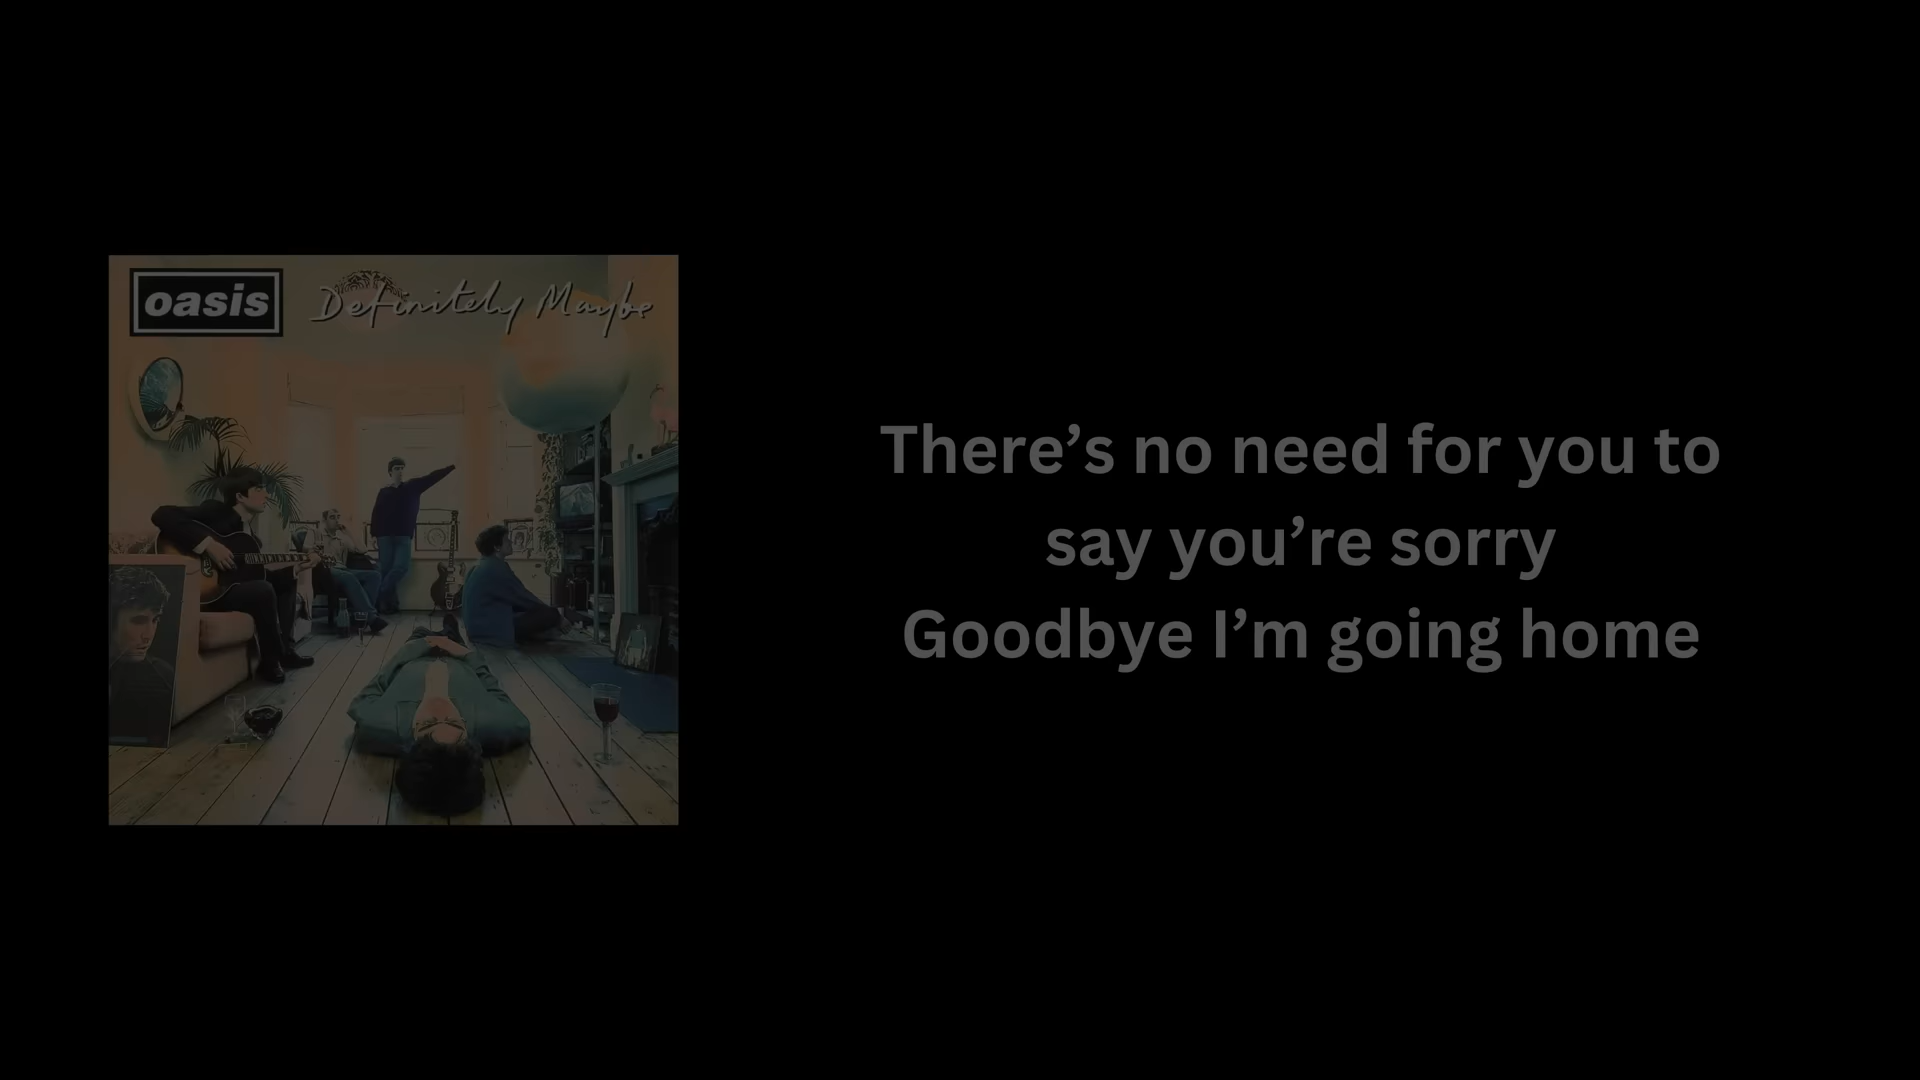 oasis Definitely Maybe
There’s no need for you to
say you’re sorry
Goodbye I’m going home